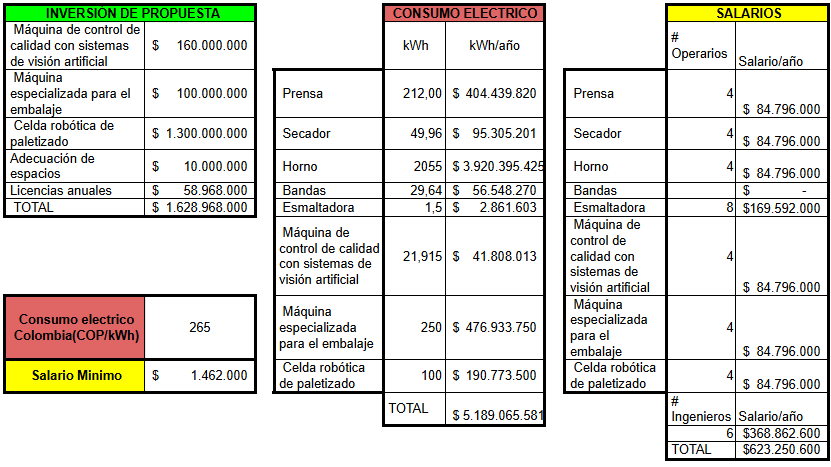 INVERSIÓN DE PROPUESTA
Máquina de control de
calidad con sistemas
de visión artificial
$ 160.000.000
Máquina
especializada para el
embalaje
$ 100.000.000
Celda robótica de
paletizado
$ 1.300.000.000
Adecuación de
espacios
$ 10.000.000
Licencias anuales $ 58.968.000
TOTAL $ 1.628.968.000
Consumo electrico
Colombia(COP/kWh)
265
Salario Minimo $ 1.462.000
CONSUMO ELECTRICO
kWh kWh/año
Prensa 212,00 $ 404.439.820
Secador 49,96 $ 95.305.201
Horno 2055 $ 3.920.395.425
Bandas 29,64 $ 56.548.270
Esmaltadora 1,5 $ 2.861.603
Máquina de
control de calidad
con sistemas de
visión artificial
21,915 $ 41.808.013
Máquina
especializada
para el embalaje
250 $ 476.933.750
Celda robótica
de paletizado
100 $ 190.773.500
TOTAL $ 5.189.065.581
SALARIOS
#
Operarios
Salario/año
Prensa 4 $ 84.796.000
Secador 4 $ 84.796.000
Horno 4 $ 84.796.000
Bandas $ -
Esmaltadora 8 $169.592.000
Máquina de
control de
calidad con
sistemas de
visión artificial
4 $ 84.796.000
Máquina
especializada
para el
embalaje
4 $ 84.796.000
Celda robótica
de paletizado
4 $ 84.796.000
#
Ingenieros Salario/año
6 $368.862.600
TOTAL $623.250.600